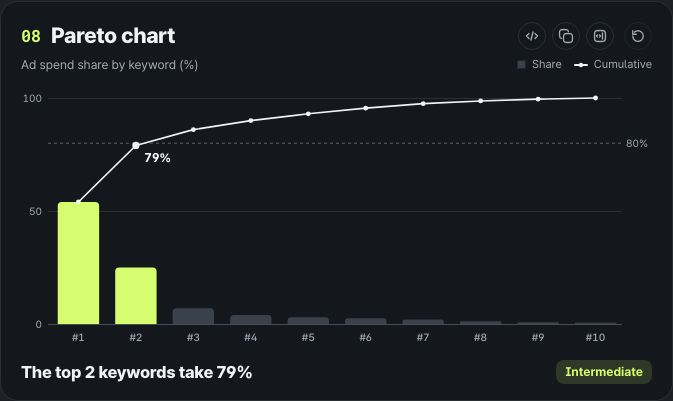 08 Pareto chart
Ad spend share by keyword (%)
Share Cumulative
100
80%
79%
50
0
#1 #2 #3 #4 #5 #6 #7 #8 #9 #10
The top 2 keywords take 79%
Intermediate